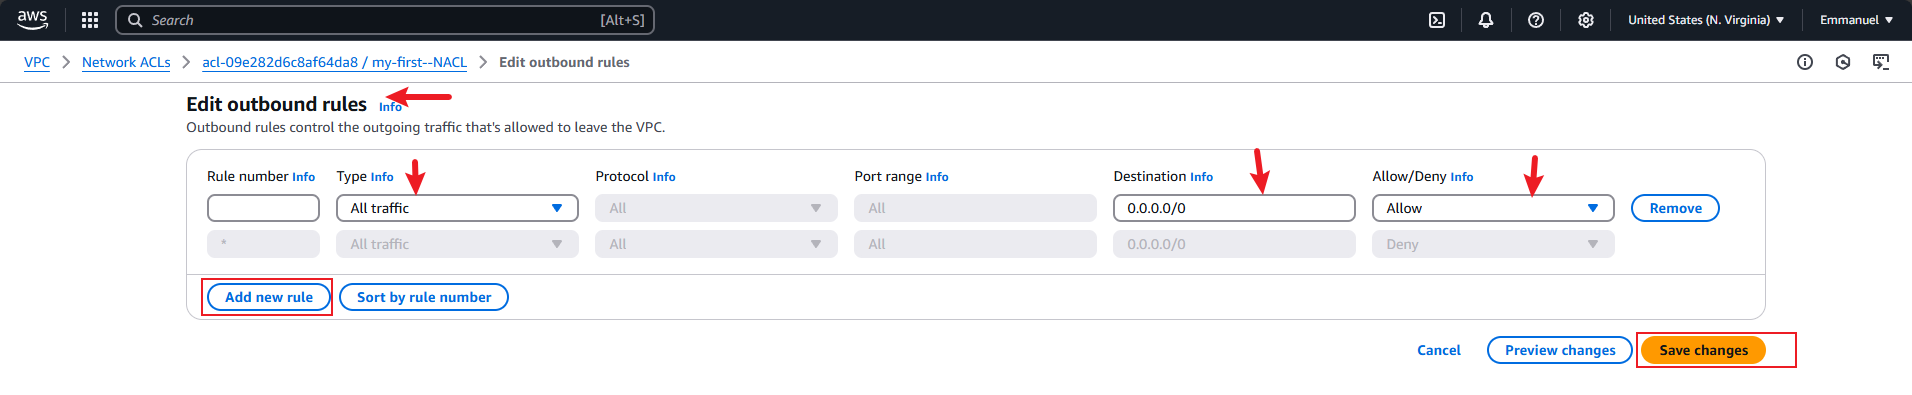 aws Search [Alt+S] United States (N. Virginia) Emmanuel
VPC Network ACLs acl-09e282d6c8af64da8 / my-first--NACL Edit outbound rules
Edit outbound rules Info
Outbound rules control the outgoing traffic that's allowed to leave the VPC.
Rule number Info Type Info Protocol Info Port range Info Destination Info Allow/Deny Info
All traffic All All 0.0.0.0/0 Allow Remove
* All traffic All All 0.0.0.0/0 Deny
Add new rule Sort by rule number
Cancel Preview changes Save changes